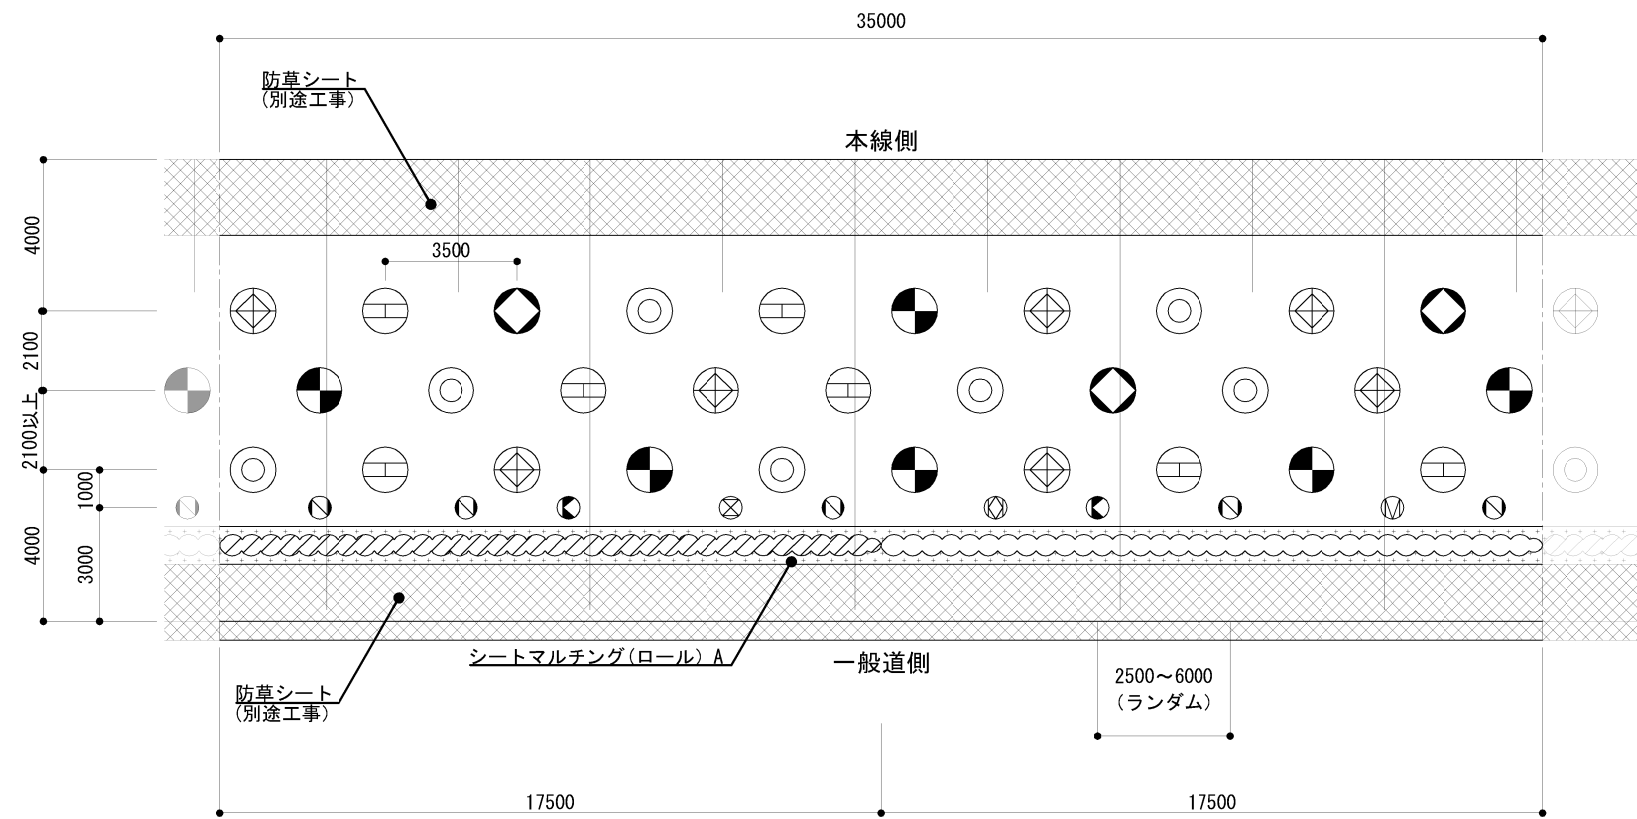 35000
防草シート
(別途工事)
本線側
4000
3500
2100
2100以上
1000
4000
3000
シートマルチング(ロール) A
一般道側
2500～6000
(ランダム)
防草シート
(別途工事)
17500
17500